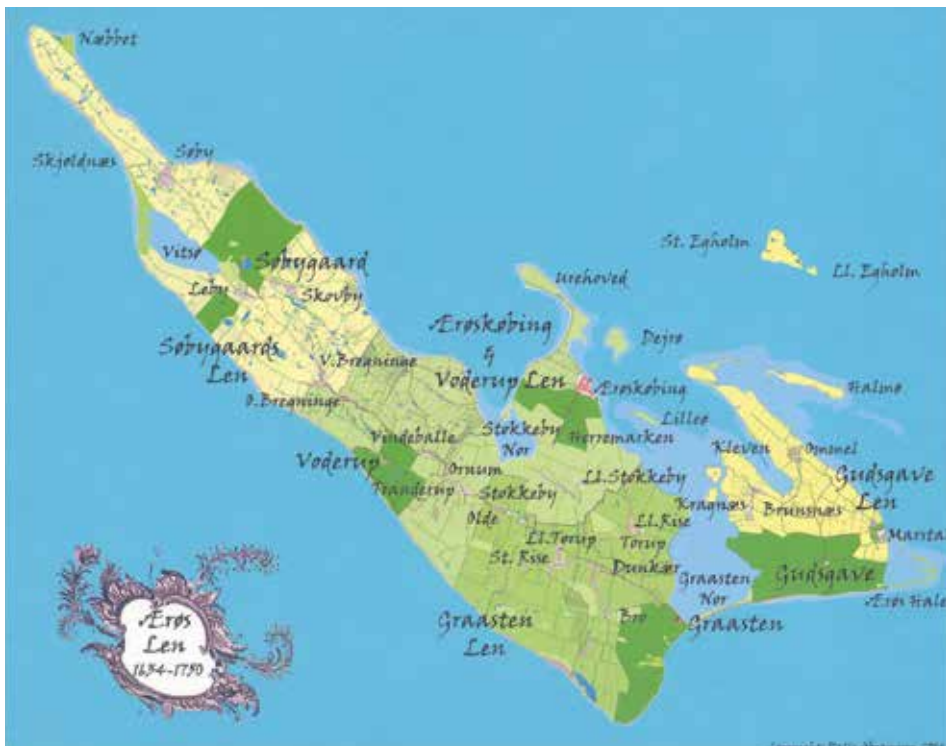 Næbbet
Skjoldnæs
Søby
Vitsø
Søbygaard
Leby
Skovby
Søbygaards
Len
V.Bregninge
O.Bregninge
St. Egholm
Ll. Egholm
Urehoved
Ærøskøbing
&
Voderup Len
Dejrø
Ærøskøbing
Halmø
Lilleø
Vindeballe
Stokkeby
Nor
Herremarken
Kleven
Ommel
Voderup
Ornum
Tranderup
Stokkeby
Ll.Stokkeby
Gudsgave
Len
Olde
Kragnæs
Brunsnæs
Ll.Rise
Marstal
Ll.Torup
Torup
St. Rise
Dunkær
Graasten
Nor
Gudsgave
Ærøs Hale
Bro
Graasten
Graasten
Len
Ærøs
Len
1634-1750